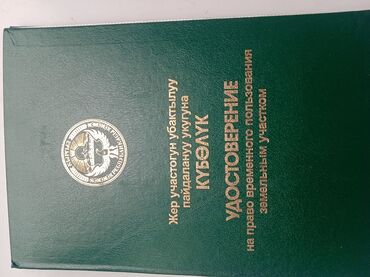 Жер участогун убактылуу
пайдалануу укугуна
КҮБӨЛҮК
УДОСТОВЕРЕНИЕ
на право временного пользования
земельным участком